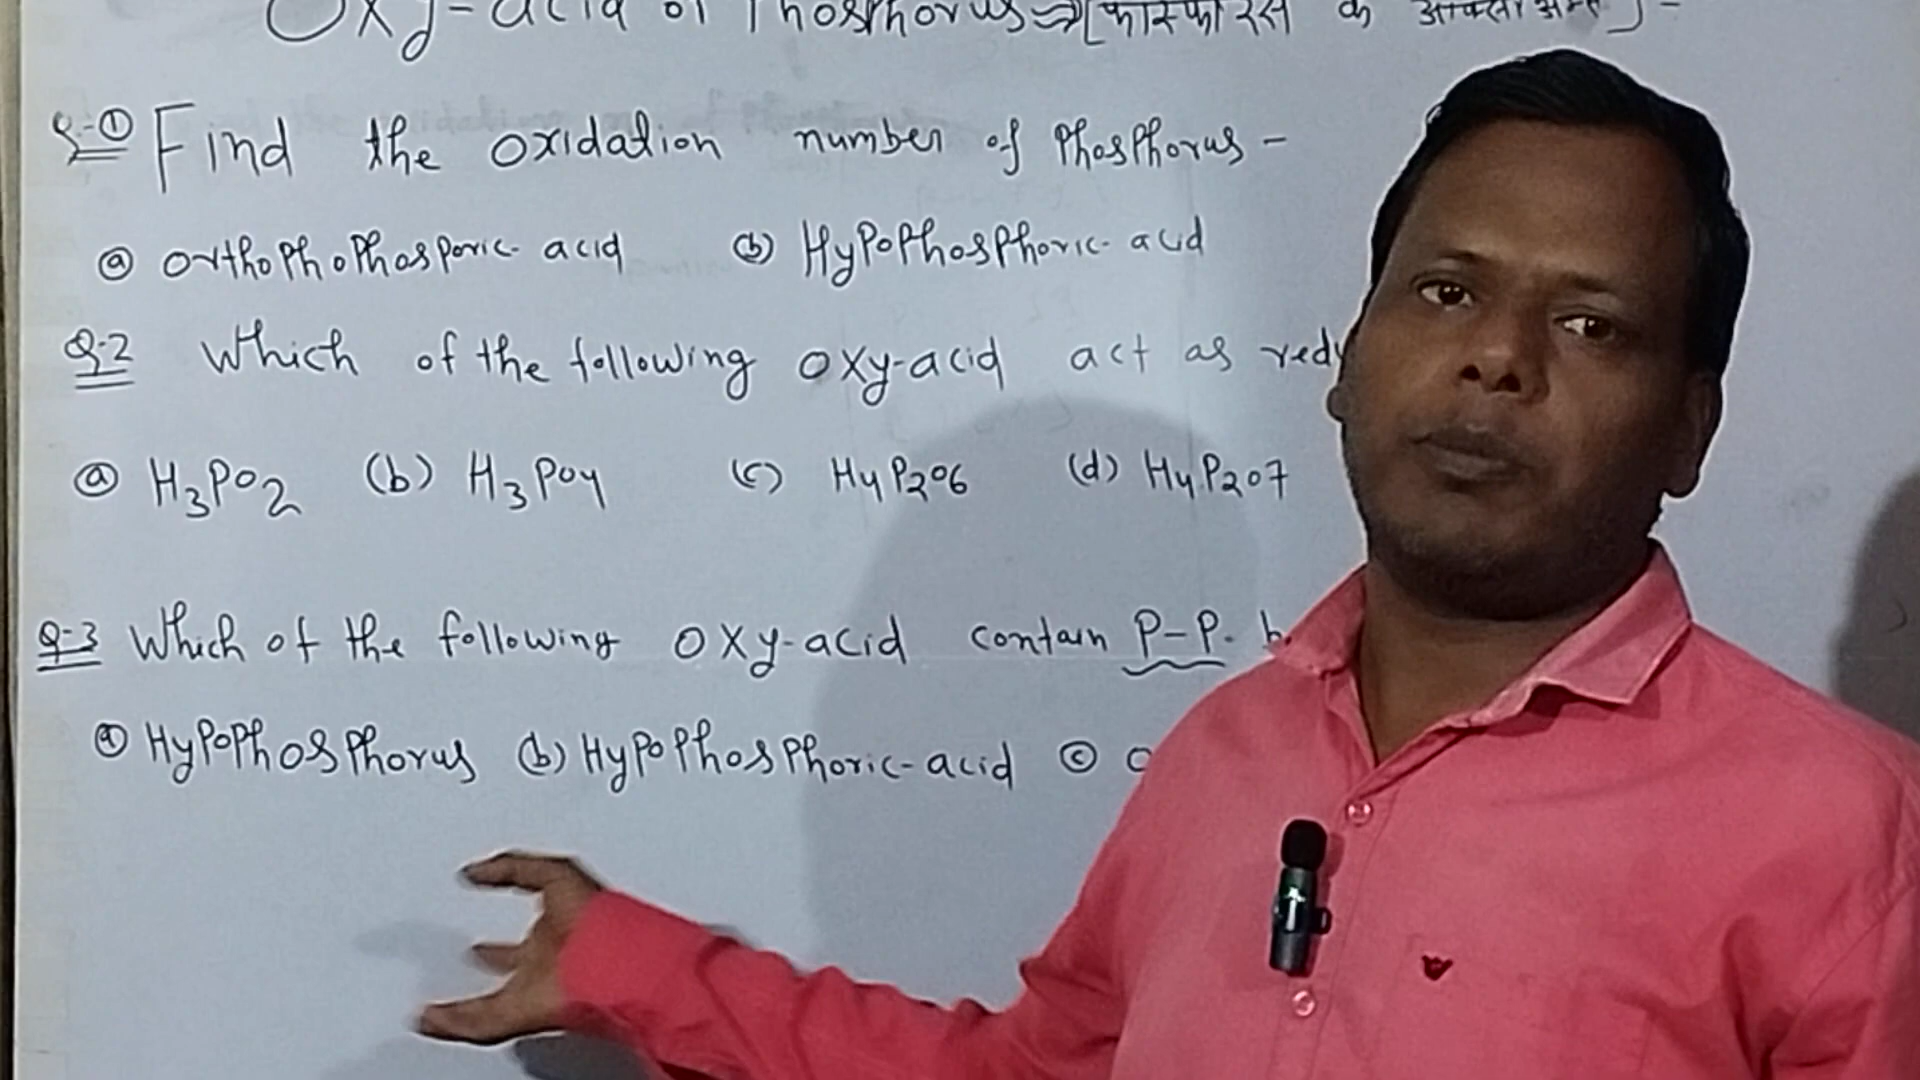 Oxy-acid of Phosphorus⇒[फास्फोरस के आक्सीअम्ल]-
Q-① Find the oxidation number of Phosphorus-
ⓐ orthophophosporic-acid (b) Hypophosphoric-acid
Q-2 Which of the following oxy-acid act as
ⓐ H₃PO₂ (b) H₃PO₄ (c) H₄P₂O₆ (d) H₄P₂O₇
Q-3 Which of the following oxy-acid contain P-P.
ⓐ Hypophosphorus (b) Hypophosphoric-acid ⓒ